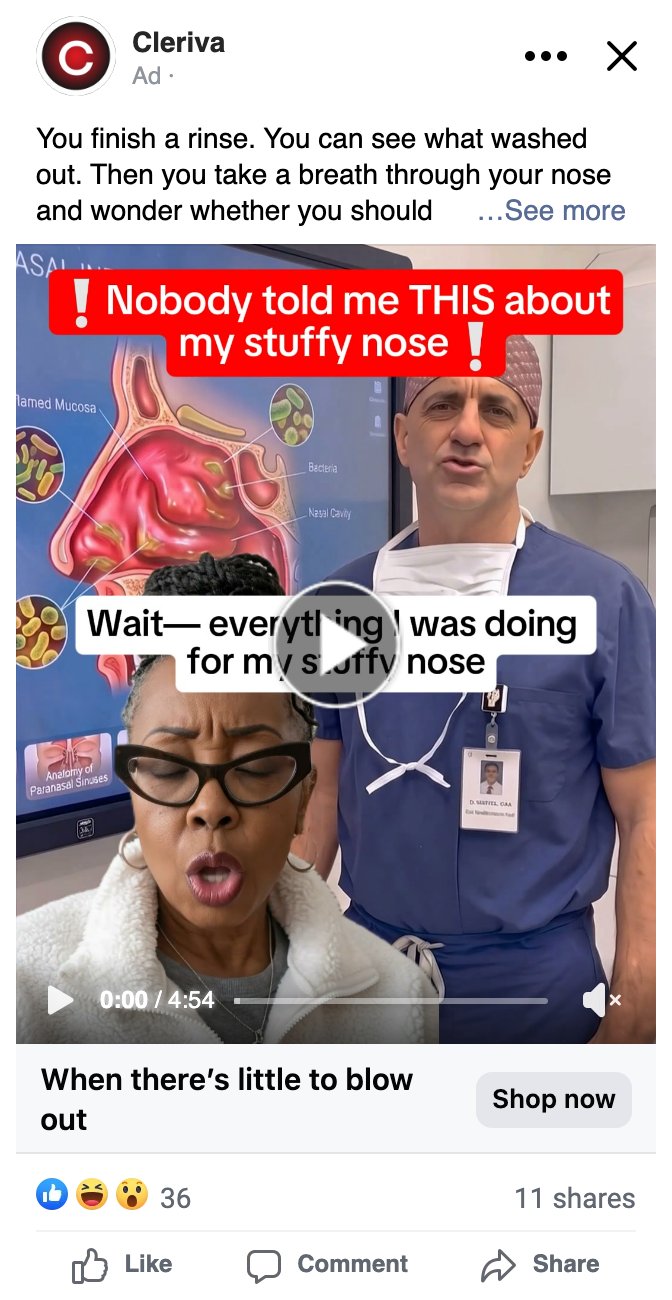 C
Cleriva
Ad ·
You finish a rinse. You can see what washed
out. Then you take a breath through your nose
and wonder whether you should ...See more
❗Nobody told me THIS about
my stuffy nose❗
Mucosa
Bacteria
Nasal Cavity
Wait— everything I was doing
for my stuffy nose
Anatomy of
Paranasal Sinuses
0:00 / 4:54
When there's little to blow
out
Shop now
36
11 shares
Like
Comment
Share